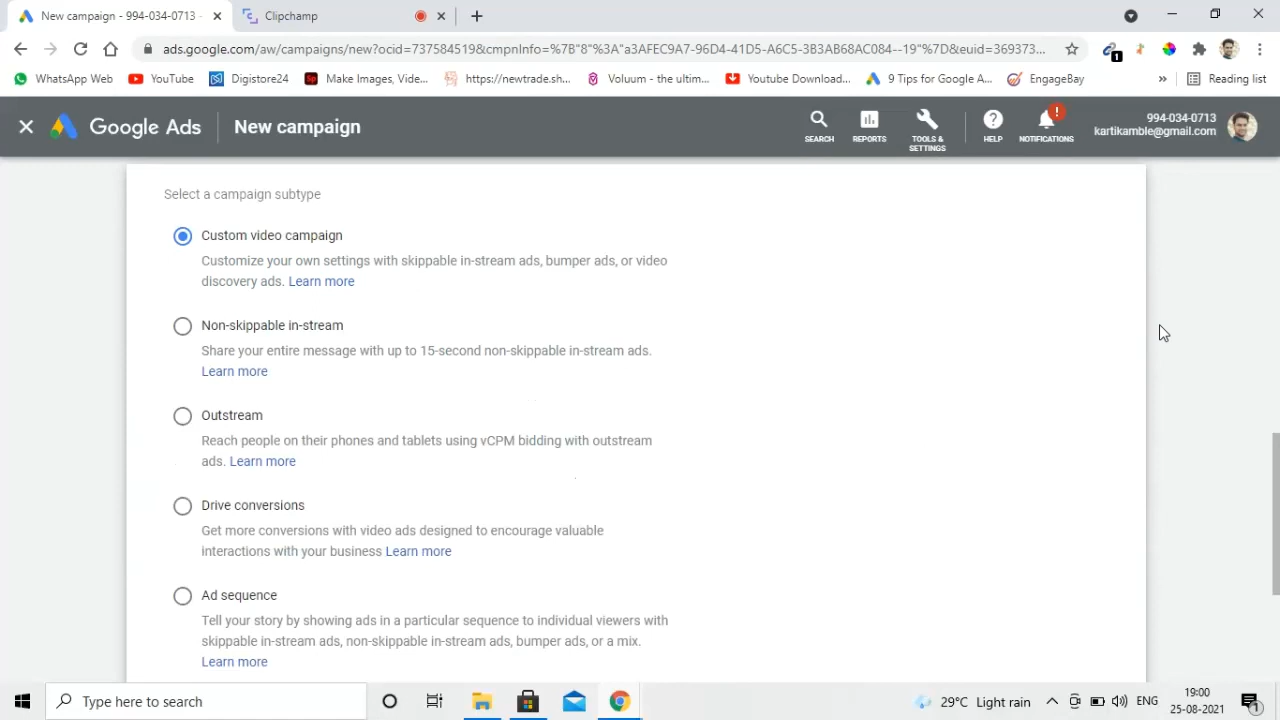 New campaign - 994-034-0713 -
Clipchamp
ads.google.com/aw/campaigns/new?ocid=737584519&cmpnInfo=%7B"8"%3A"a3AFEC9A7-96D4-41D5-A6C5-3B3AB68AC084--19"%7D&euid=369373...
1
WhatsApp Web
YouTube
Digistore24
Make Images, Vide...
https://newtrade.sh...
Voluum - the ultim...
Youtube Download...
9 Tips for Google A...
EngageBay
»
Reading list
Google Ads
New campaign
SEARCH
REPORTS
TOOLS &
SETTINGS
HELP
NOTIFICATIONS
994-034-0713
kartikamble@gmail.com
Select a campaign subtype
Custom video campaign
Customize your own settings with skippable in-stream ads, bumper ads, or video
discovery ads. Learn more
Non-skippable in-stream
Share your entire message with up to 15-second non-skippable in-stream ads.
Learn more
Outstream
Reach people on their phones and tablets using vCPM bidding with outstream
ads. Learn more
Drive conversions
Get more conversions with video ads designed to encourage valuable
interactions with your business Learn more
Ad sequence
Tell your story by showing ads in a particular sequence to individual viewers with
skippable in-stream ads, non-skippable in-stream ads, bumper ads, or a mix.
Learn more
Type here to search
29°C Light rain
ENG
19:00
25-08-2021
1